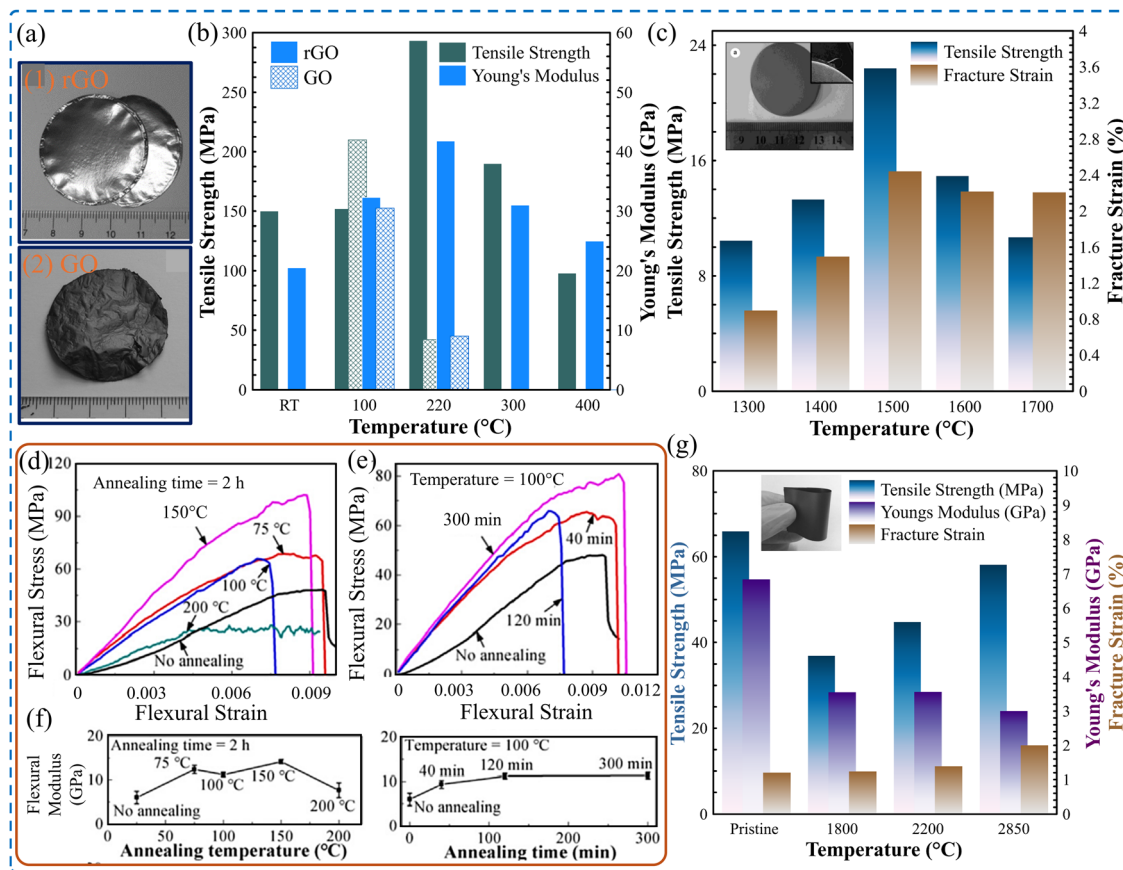 (a)
(1) rGO
7 8 9 10 11 12
(2) GO
(b)
rGO
GO
Tensile Strength
Young's Modulus
Tensile Strength (MPa)
300
250
200
150
100
50
0
Young's Modulus (GPa)
60
50
40
30
20
10
0
RT 100 220 300 400
Temperature (°C)
(c)
a
9 10 11 12 13 14
Tensile Strength
Fracture Strain
Tensile Strength (MPa)
24
20
16
12
8
4
0
Fracture Strain (%)
4
3.6
3.2
2.8
2.4
2
1.6
1.2
0.8
0.4
0
1300 1400 1500 1600 1700
Temperature (°C)
(d)
Annealing time = 2 h
150°C
75 °C
100 °C
200 °C
No annealing
Flexural Stress (MPa)
120
90
60
30
0
0 0.003 0.006 0.009
Flexural Strain
(e)
Temperature = 100°C
300 min
40 min
120 min
No annealing
Flexural Stress (MPa)
80
60
40
20
0
0 0.003 0.006 0.009 0.012
Flexural Strain
(f)
Flexural
Modulus
(GPa)
20
10
0
Annealing time = 2 h
75 °C
100 °C
150 °C
200 °C
No annealing
0 50 100 150 200
Annealing temperature (°C)
20
10
0
Temperature = 100 °C
40 min
120 min
300 min
No annealing
0 100 200 300
Annealing time (min)
(g)
Tensile Strength (MPa)
Youngs Modulus (GPa)
Fracture Strain
Tensile Strength (MPa)
80
60
40
20
0
Young's Modulus (GPa)
Fracture Strain (%)
10
9
8
7
6
5
4
3
2
1
0
Pristine 1800 2200 2850
Temperature (°C)